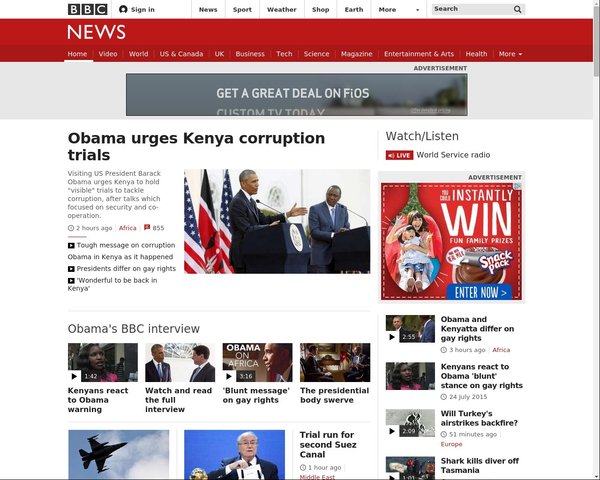 BBC
Sign in
News
Sport
Weather
Shop
Earth
More
Search
NEWS
Home
Video
World
US & Canada
UK
Business
Tech
Science
Magazine
Entertainment & Arts
Health
More
ADVERTISEMENT
GET A GREAT DEAL ON FiOS
CUSTOM TV TODAY
Obama urges Kenya corruption
trials
Visiting US President Barack
Obama urges Kenya to hold
"visible" trials to tackle
corruption, after talks which
focused on security and co-
operation.
2 hours ago
Africa
855
Tough message on corruption
Obama in Kenya as it happened
Presidents differ on gay rights
'Wonderful to be back in
Kenya'
Watch/Listen
LIVE World Service radio
ADVERTISEMENT
YOU COULD INSTANTLY
WIN
FUN FAMILY PRIZES
Snack
Pack
ENTER NOW >
Obama's BBC interview
1:42
Kenyans react
to Obama
warning
Watch and read
the full
interview
OBAMA
ON AFRICA
3:16
'Blunt message'
on gay rights
The presidential
body swerve
Trial run for
second Suez
Canal
1 hour ago
Middle East
2:55
Obama and
Kenyatta differ on
gay rights
3 hours ago
Africa
Kenyans react to
Obama 'blunt'
stance on gay rights
24 July 2015
2:09
Will Turkey's
airstrikes backfire?
51 minutes ago
Europe
1:01
Shark kills diver off
Tasmania